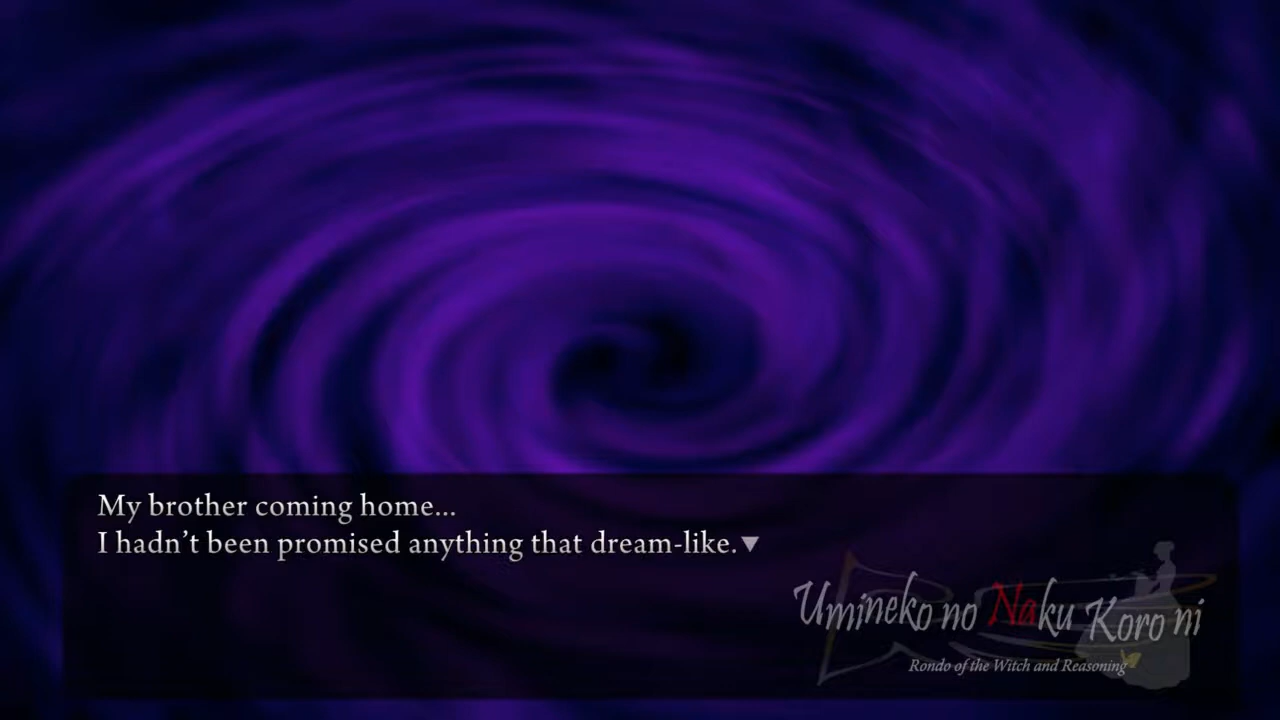 My brother coming home...
I hadn't been promised anything that dream-like.
Umineko no Naku Koro ni
Rondo of the Witch and Reasoning